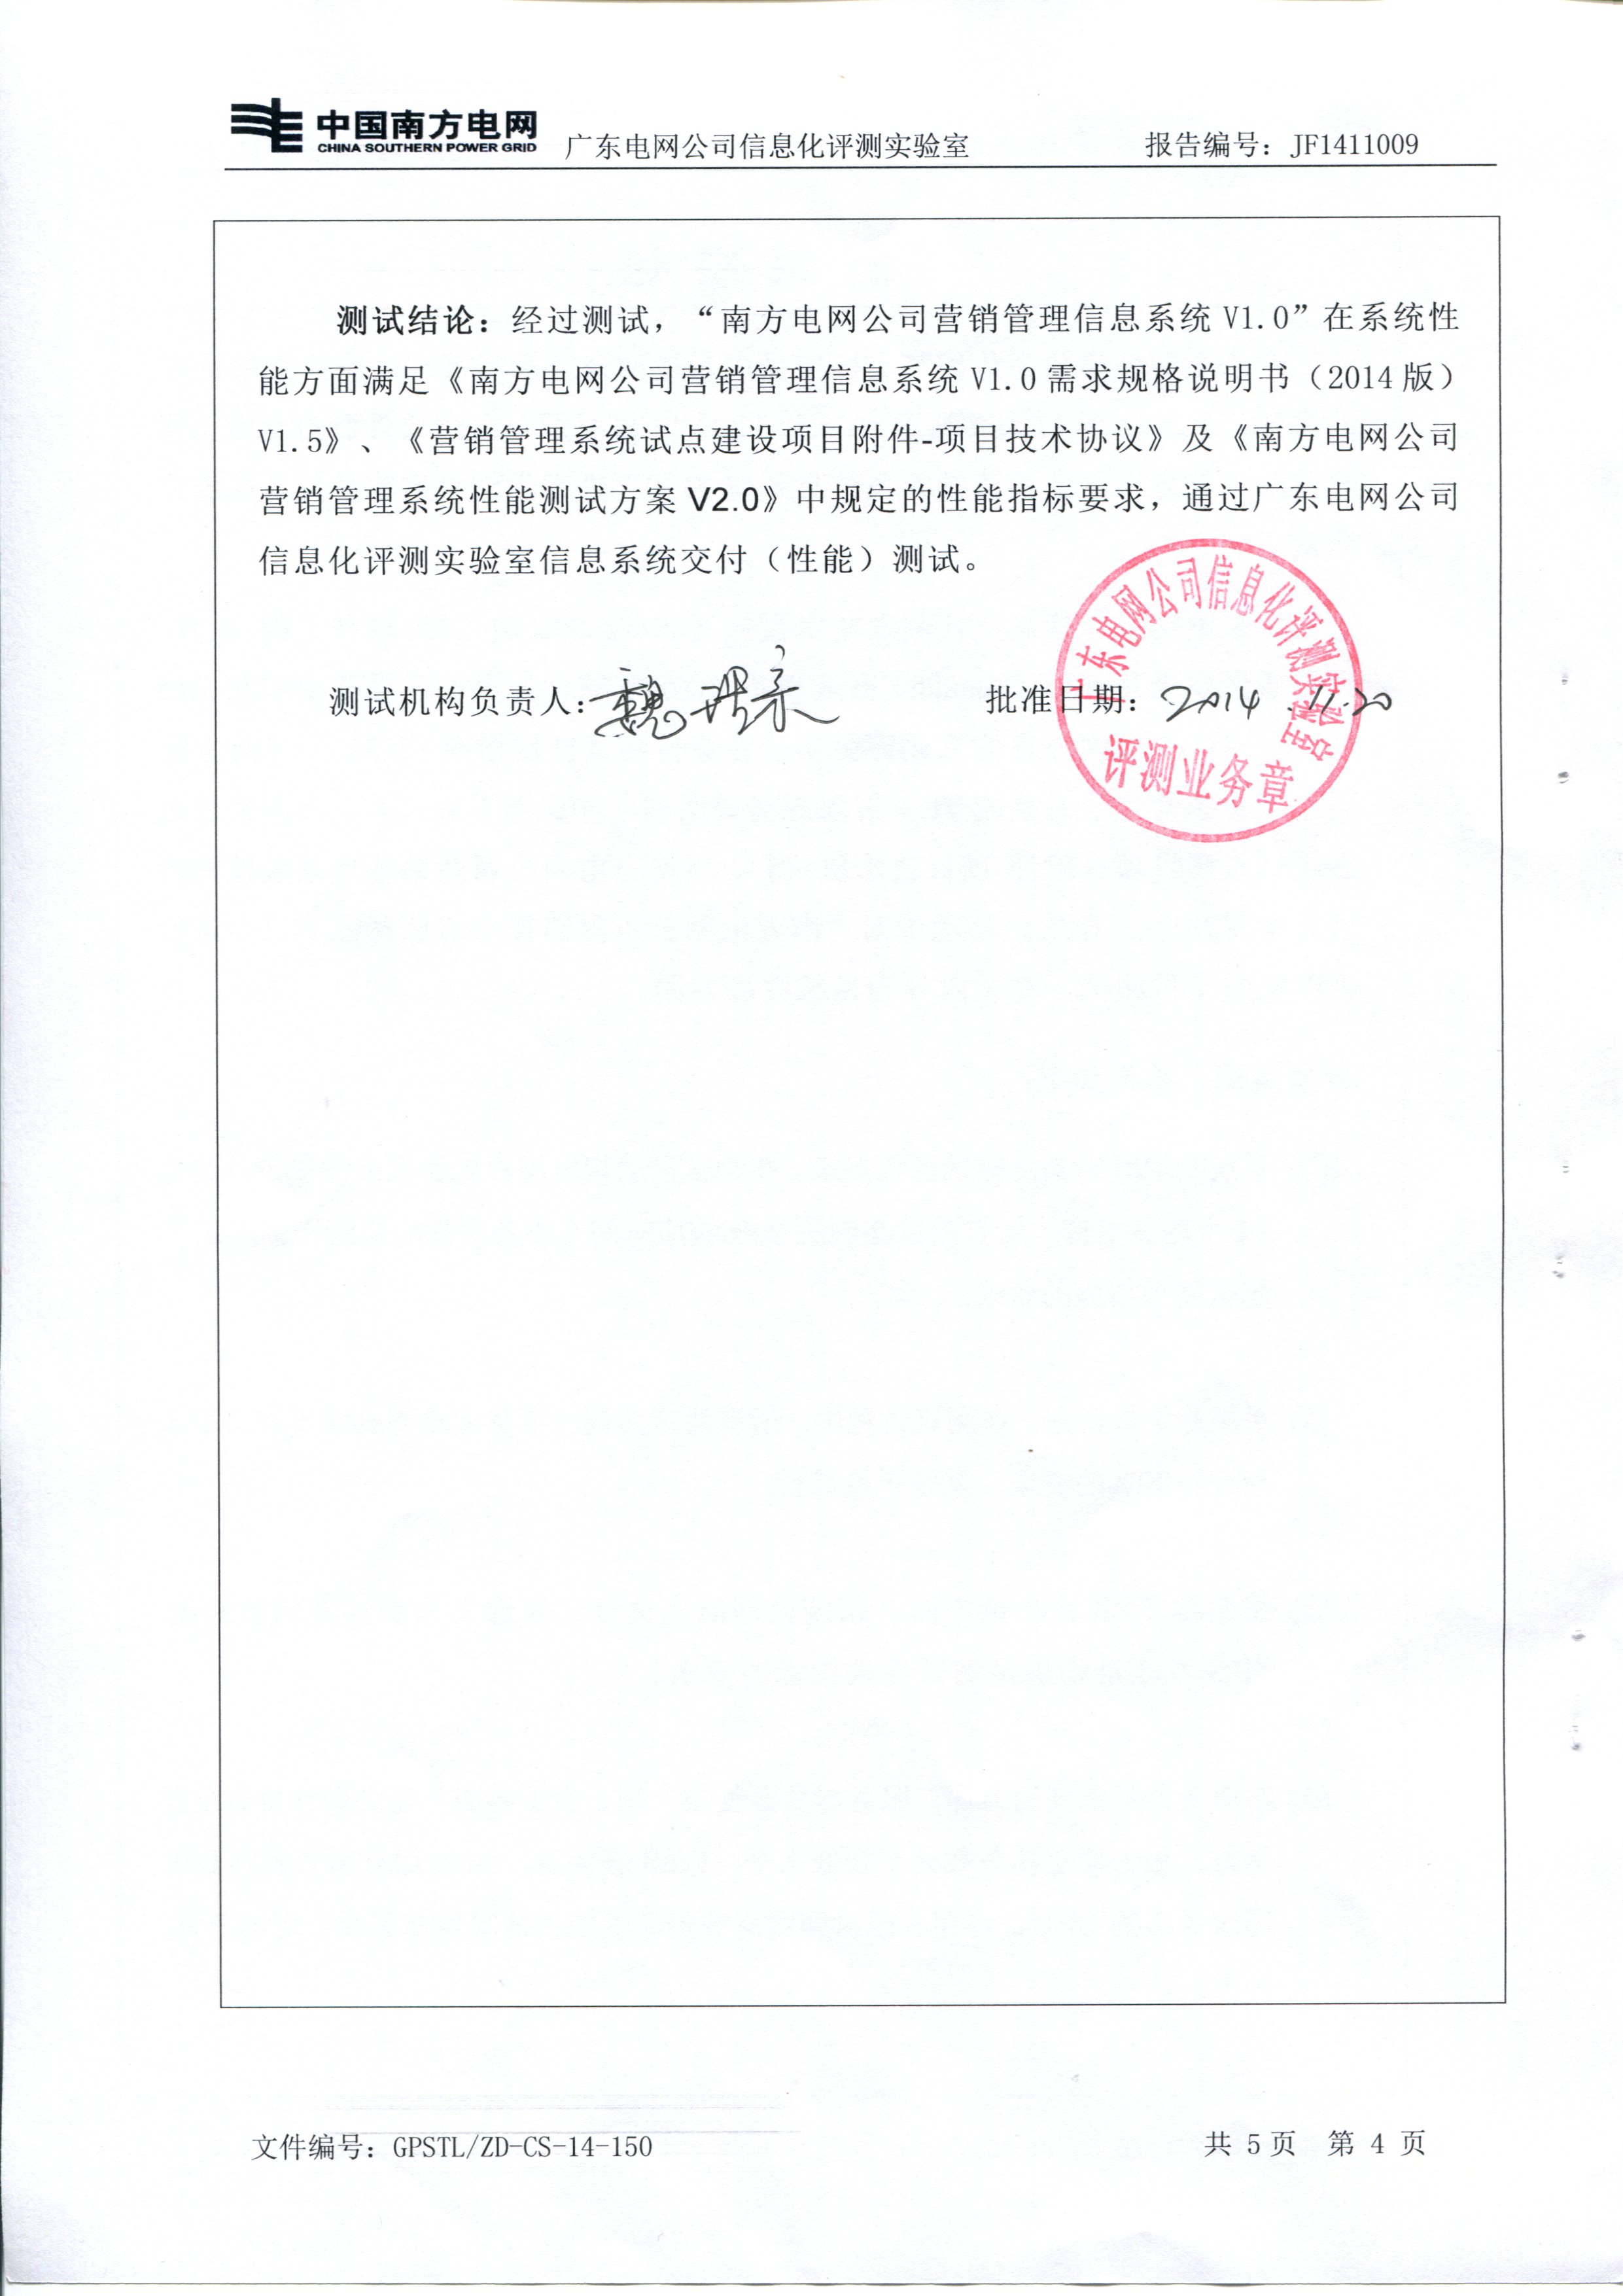 中国南方电网
CHINA SOUTHERN POWER GRID
广东电网公司信息化评测实验室 报告编号：JF1411009
测试结论：经过测试，“南方电网公司营销管理信息系统 V1.0”在系统性
能方面满足《南方电网公司营销管理信息系统 V1.0 需求规格说明书（2014 版）
V1.5》、《营销管理系统试点建设项目附件-项目技术协议》及《南方电网公司
营销管理系统性能测试方案 V2.0》中规定的性能指标要求，通过广东电网公司
信息化评测实验室信息系统交付（性能）测试。
测试机构负责人： 批准日期：2014.11.20
广东电网公司信息化评测实验室
评测业务章
文件编号：GPSTL/ZD-CS-14-150 共 5 页 第 4 页